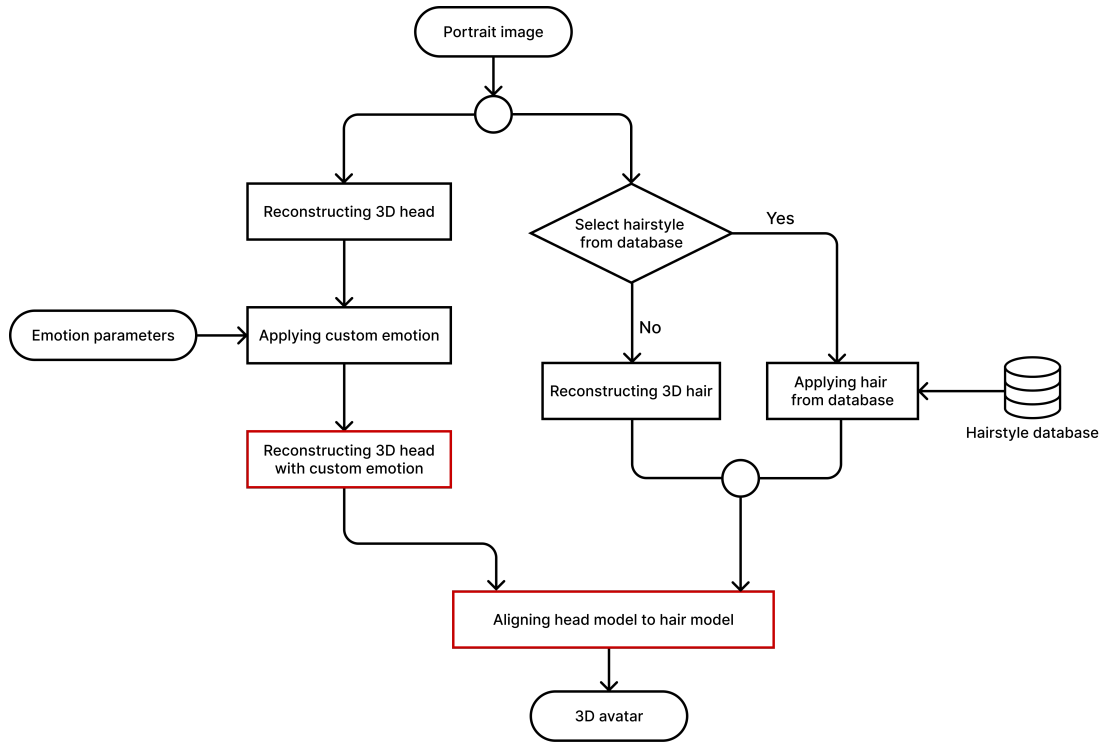 Portrait image
Reconstructing 3D head
Select hairstyle
from database
Yes
Emotion parameters
Applying custom emotion
No
Reconstructing 3D hair
Applying hair
from database
Hairstyle database
Reconstructing 3D head
with custom emotion
Aligning head model to hair model
3D avatar